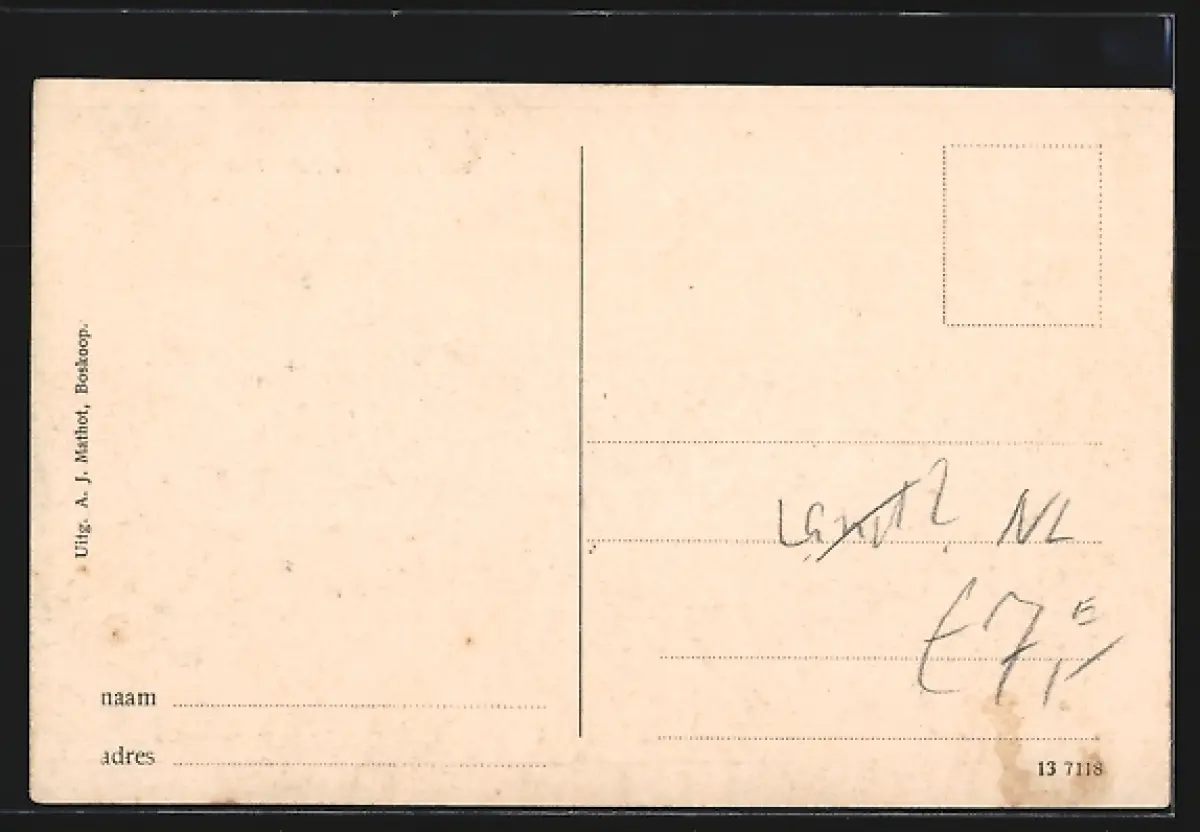 Uitg. A. J. Mathot, Boskoop.
naam
adres
NL
13 7118